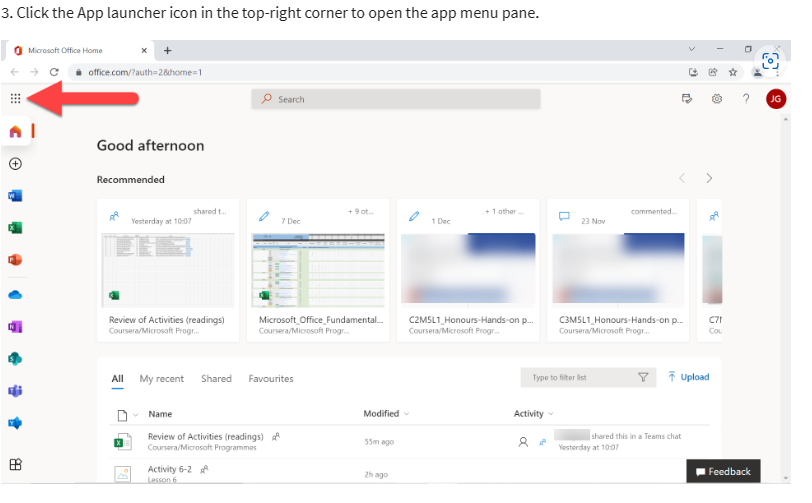 3. Click the App launcher icon in the top-right corner to open the app menu pane.
Microsoft Office Home
office.com/?auth=2&home=1
Search
JG
Good afternoon
Recommended
shared t...
Yesterday at 10:07
Review of Activities (readings)
Coursera/Microsoft Progr...
+ 9 ot...
7 Dec
Microsoft_Office_Fundamental...
Coursera/Microsoft Progr...
+ 1 other ...
1 Dec
C2M5L1_Honours-Hands-on p...
Coursera/Microsoft Progr...
commented...
23 Nov
C3M5L1_Honours-Hands-on p...
Coursera/Microsoft Progr...
C7
Cou
All My recent Shared Favourites
Type to filter list
Upload
Name Modified Activity
Review of Activities (readings)
Coursera/Microsoft Programmes
55m ago
shared this in a Teams chat
Yesterday at 10:07
Activity 6-2
Lesson 6
2h ago
Feedback